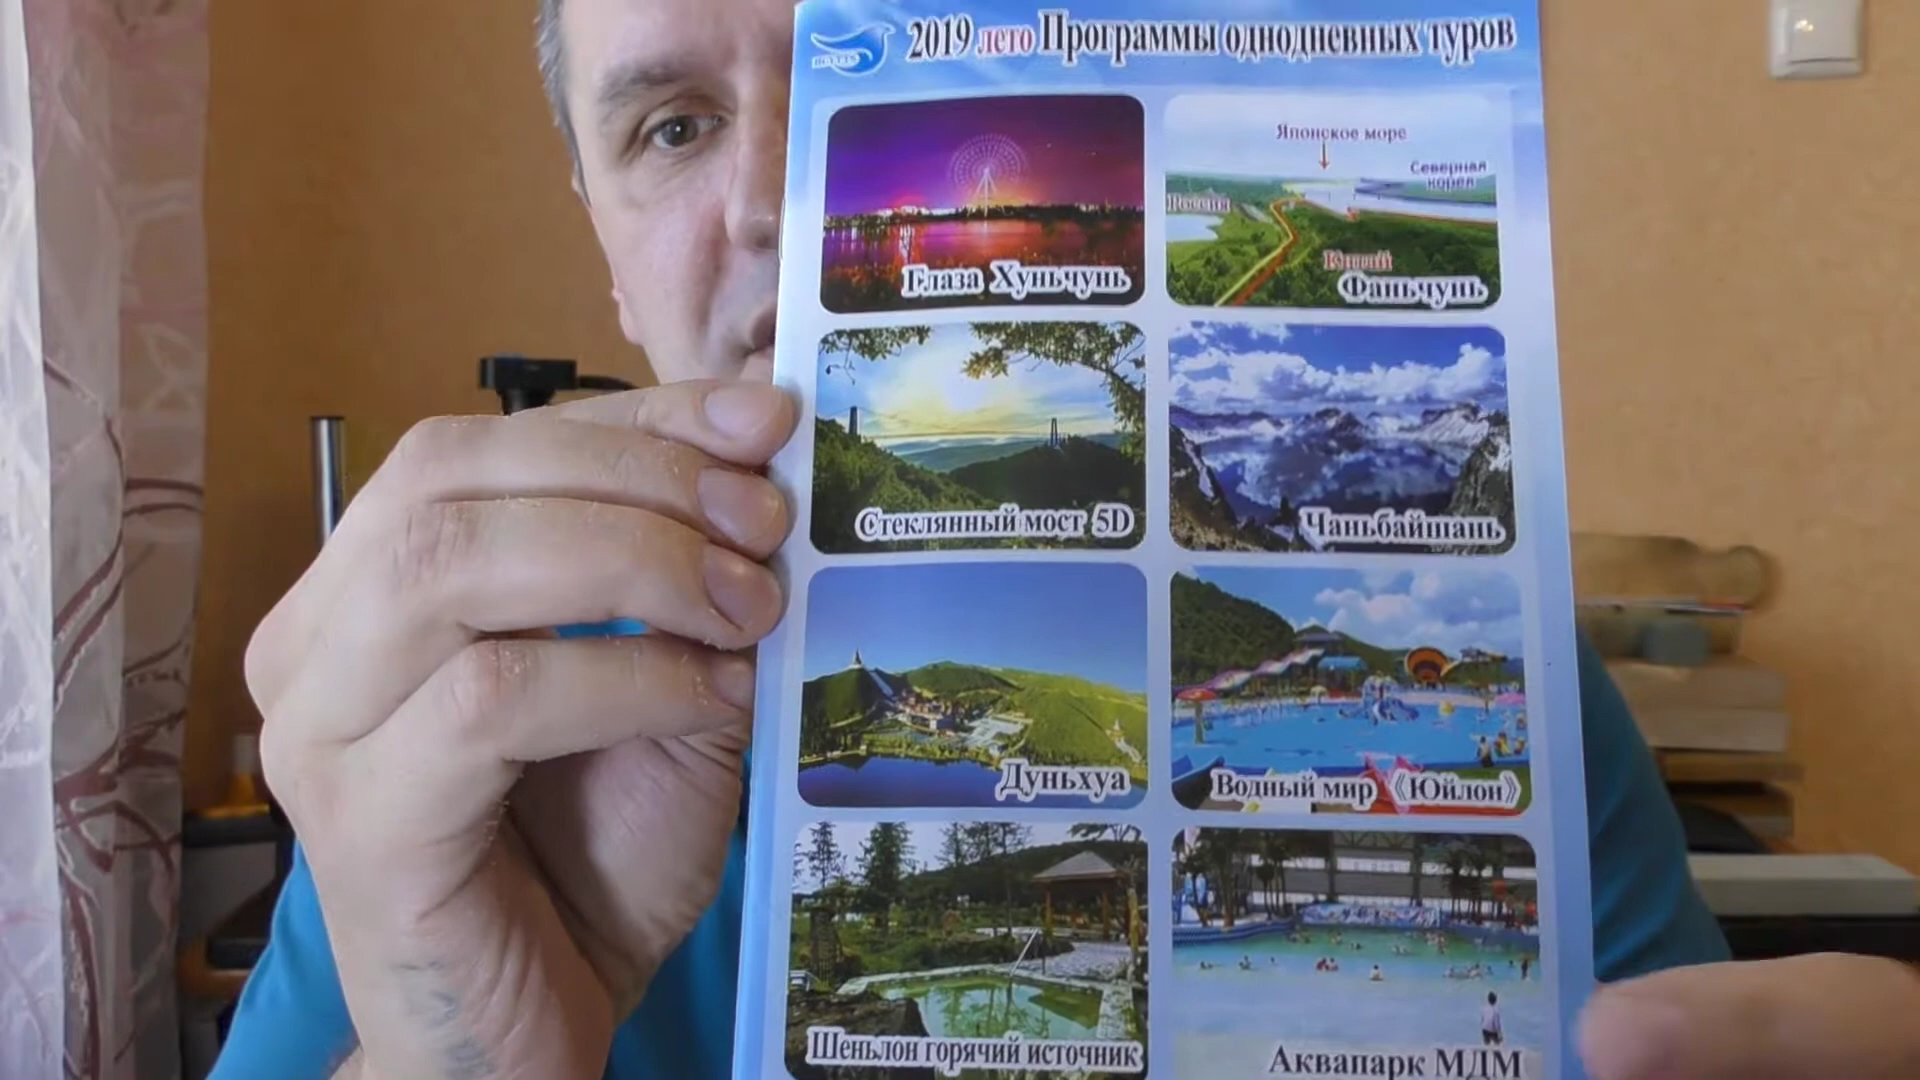 2019 лето Программы однодневных туров
Глаза Хуньчунь
Японское море
Северная
корея
Россия
Китай
Фаньчунь
Стеклянный мост 5D
Чаньбайшань
Дуньхуа
Водный мир 《Юйлон》
Шеньлон горячий источник
Аквапарк МДМ